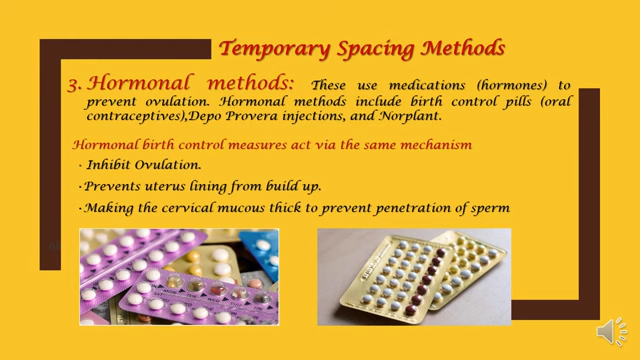 Temporary Spacing Methods
3. Hormonal methods: These use medications (hormones) to
prevent ovulation. Hormonal methods include birth control pills (oral
contraceptives),Depo Provera injections, and Norplant.
Hormonal birth control measures act via the same mechanism
• Inhibit Ovulation.
•Prevents uterus lining from build up.
•Making the cervical mucous thick to prevent penetration of sperm